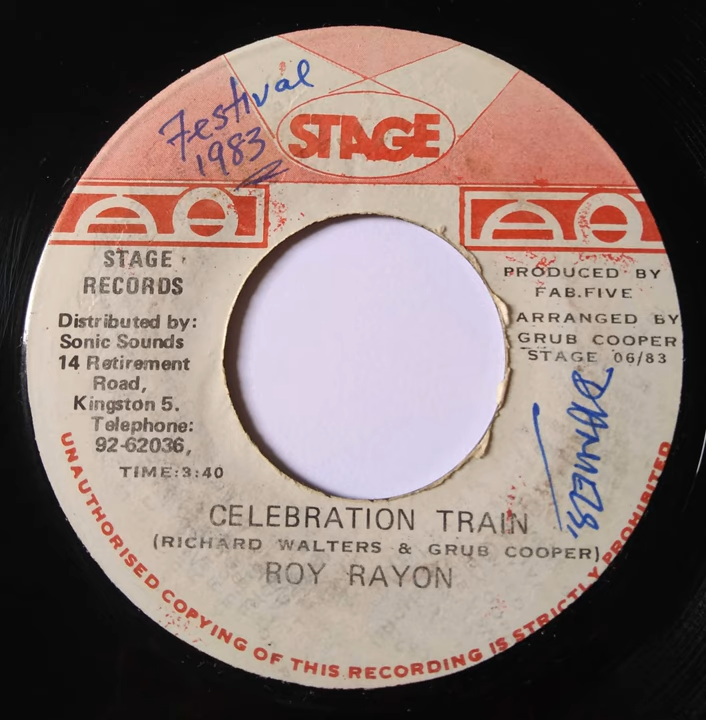 Festival
1983
STAGE
STAGE
RECORDS
Distributed by:
Sonic Sounds
14 Retirement
Road,
Kingston 5.
Telephone:
92-62036,
TIME:3:40
PRODUCED BY
FAB.FIVE
ARRANGED BY
GRUB COOPER
STAGE 06/83
CELEBRATION TRAIN
(RICHARD WALTERS & GRUB COOPER)
ROY RAYON
UNAUTHORISED COPYING OF THIS RECORDING IS STRICTLY PROHIBITED